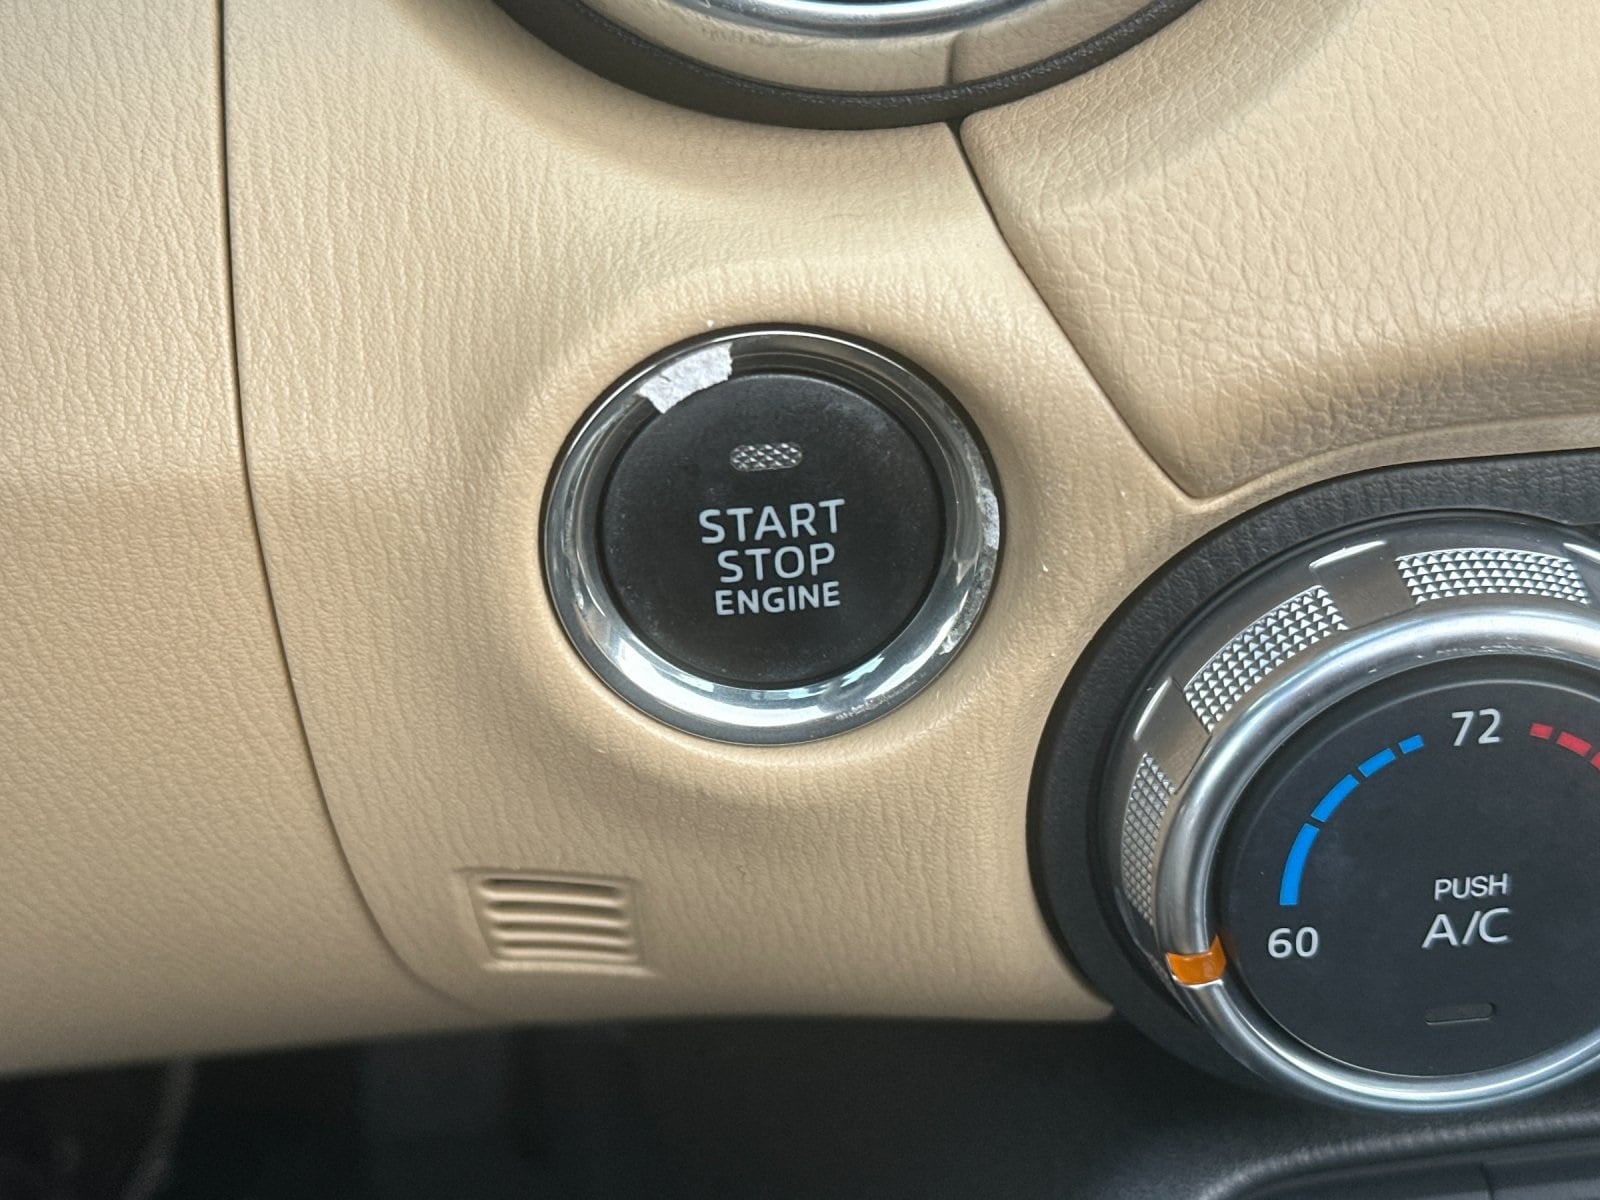 START
STOP
ENGINE
72
60
PUSH
A/C